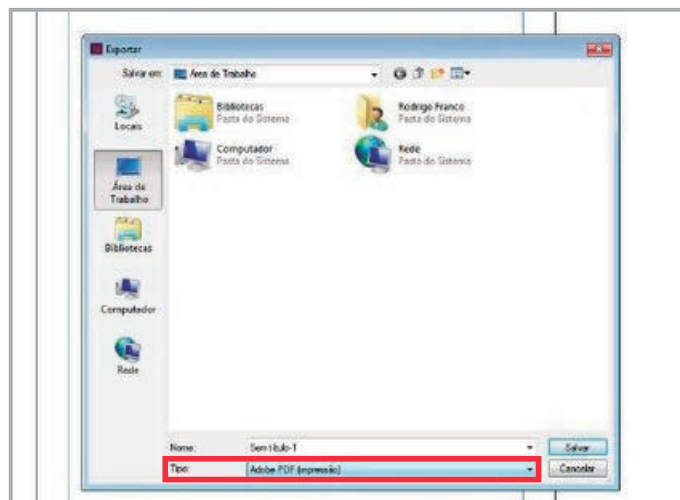 Exportar
Salvar em: Área de Trabalho
Locais
Bibliotecas
Pasta do Sistema
Rodrigo Franco
Pasta do Sistema
Computador
Pasta do Sistema
Rede
Pasta do Sistema
Área de
Trabalho
Bibliotecas
Computador
Rede
Nome: Sem título-1 Salvar
Tipo: Adobe PDF (impressão) Cancelar